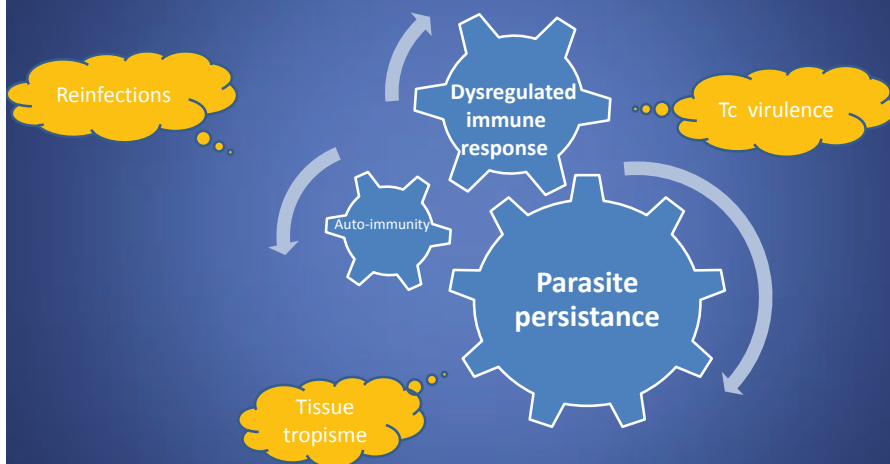 Reinfections
Dysregulated
immune
response
Tc virulence
Auto-immunity
Parasite
persistance
Tissue
tropisme